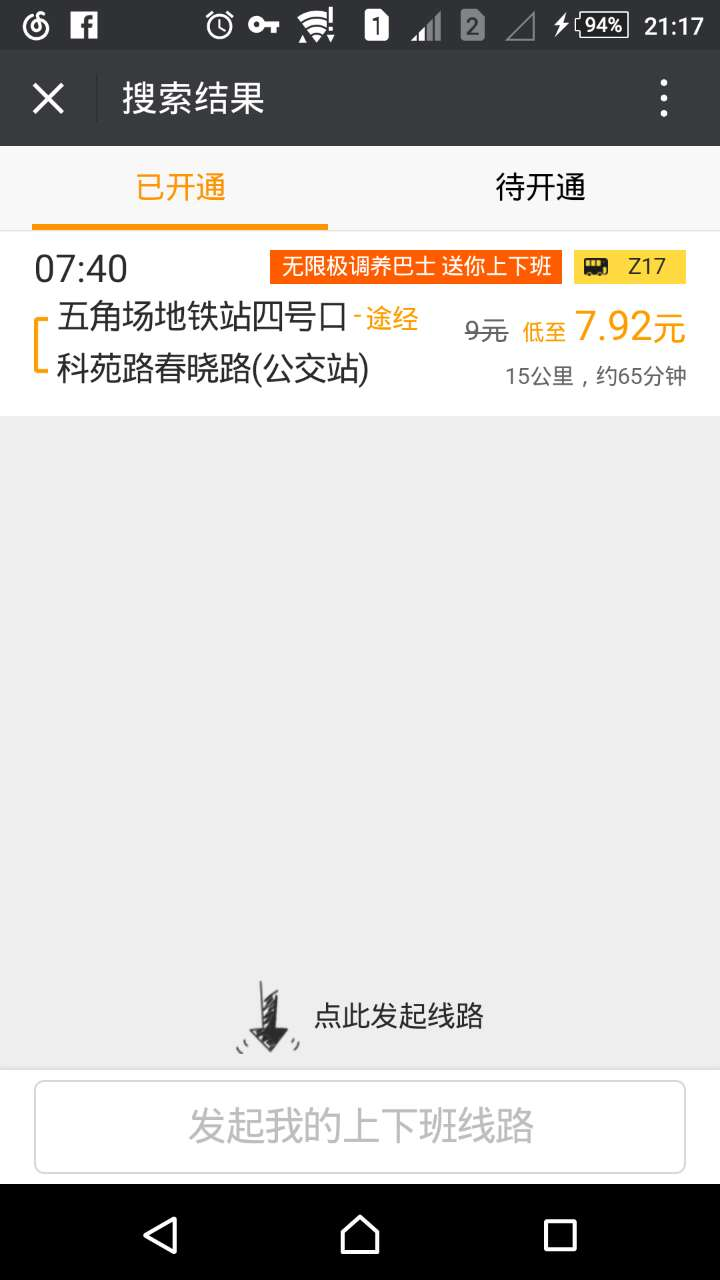 1 2 94% 21:17
搜索结果
已开通 待开通
07:40 无限极调养巴士 送你上下班 Z17
五角场地铁站四号口 - 途经 9元 低至 7.92元
科苑路春晓路(公交站) 15公里，约65分钟
点此发起线路
发起我的上下班线路